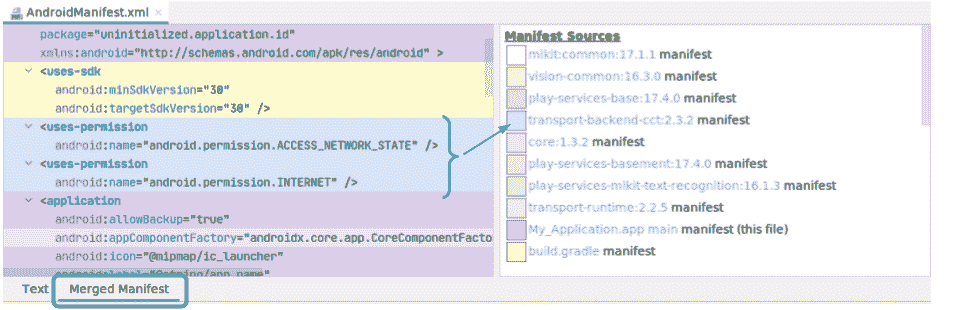 AndroidManifest.xml
package="uninitialized.application.id"
xmlns:android="http://schemas.android.com/apk/res/android" >
<uses-sdk
android:minSdkVersion="30"
android:targetSdkVersion="30" />
<uses-permission
android:name="android.permission.ACCESS_NETWORK_STATE" />
<uses-permission
android:name="android.permission.INTERNET" />
<application
android:allowBackup="true"
android:appComponentFactory="androidx.core.app.CoreComponentFacto
android:icon="@mipmap/ic_launcher"
android:label="@string/app_name"
Text
Merged Manifest
Manifest Sources
mlkit:common:17.1.1 manifest
vision-common:16.3.0 manifest
play-services-base:17.4.0 manifest
transport-backend-cct:2.3.2 manifest
core:1.3.2 manifest
play-services-basement:17.4.0 manifest
play-services-mlkit-text-recognition:16.1.3 manifest
transport-runtime:2.2.5 manifest
My_Application.app main manifest (this file)
build.gradle manifest